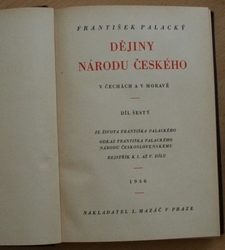 FRANTIŠEK PALACKÝ
DĚJINY
NÁRODU ČESKÉHO
V ČECHÁCH A V MORAVĚ
DÍL ŠESTÝ
ZE ŽIVOTA FRANTIŠKA PALACKÉHO
ODKAZ FRANTIŠKA PALACKÉHO
NÁRODU ČESKOSLOVENSKÉMU
REJSTŘÍK K I. AŽ V. DÍLU
1936
NAKLADATEL L. MAZÁČ V PRAZE